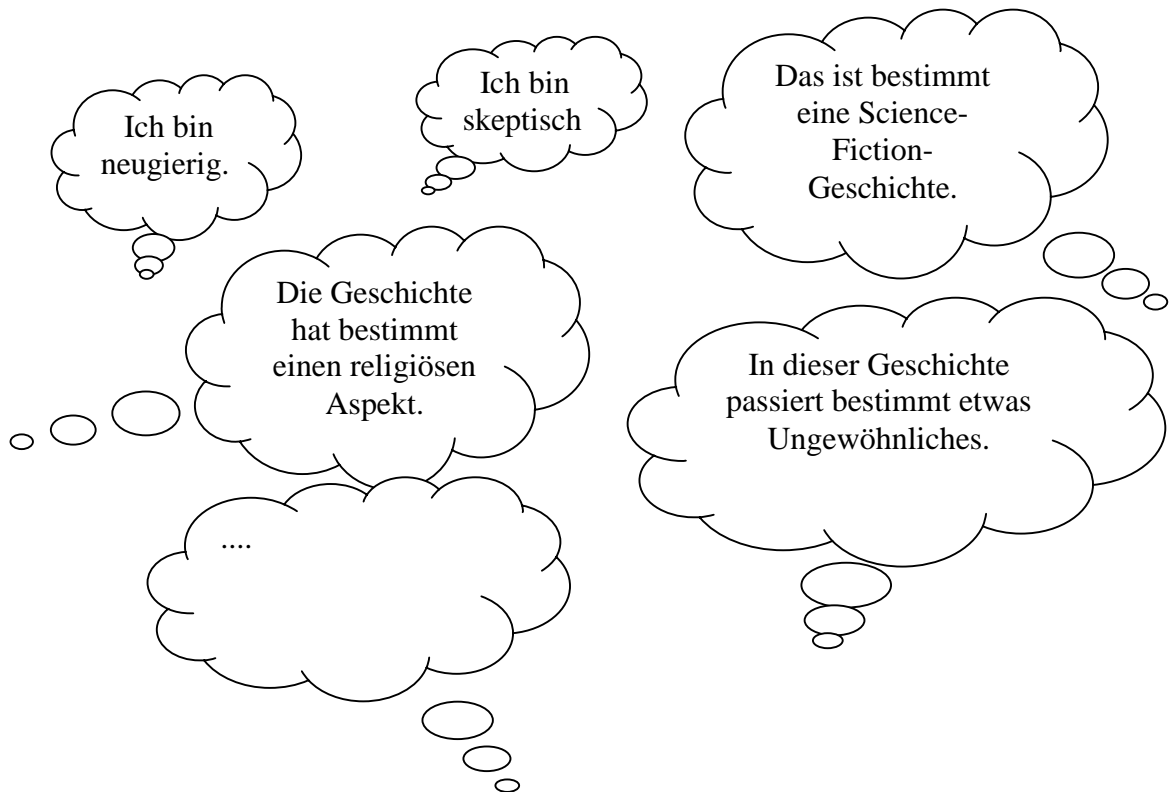 Ich bin
neugierig.
Ich bin
skeptisch
Das ist bestimmt
eine Science-
Fiction-
Geschichte.
Die Geschichte
hat bestimmt
einen religiösen
Aspekt.
In dieser Geschichte
passiert bestimmt etwas
Ungewöhnliches.
....